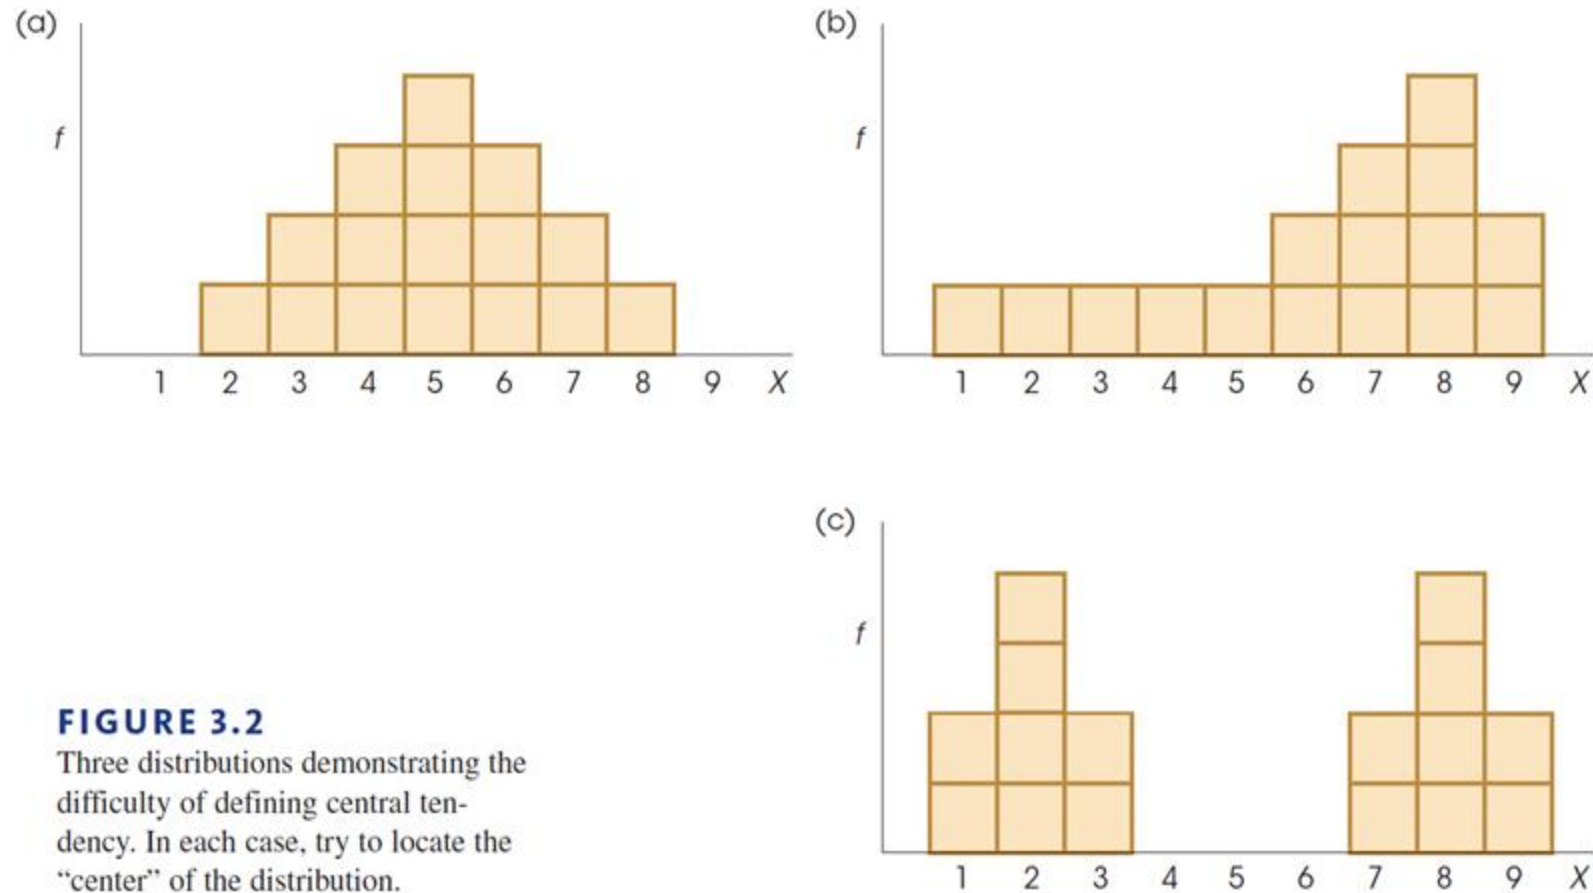 (a)
f
1 2 3 4 5 6 7 8 9 X
(b)
f
1 2 3 4 5 6 7 8 9 X
(c)
f
1 2 3 4 5 6 7 8 9 X
FIGURE 3.2
Three distributions demonstrating the
difficulty of defining central ten-
dency. In each case, try to locate the
“center” of the distribution.